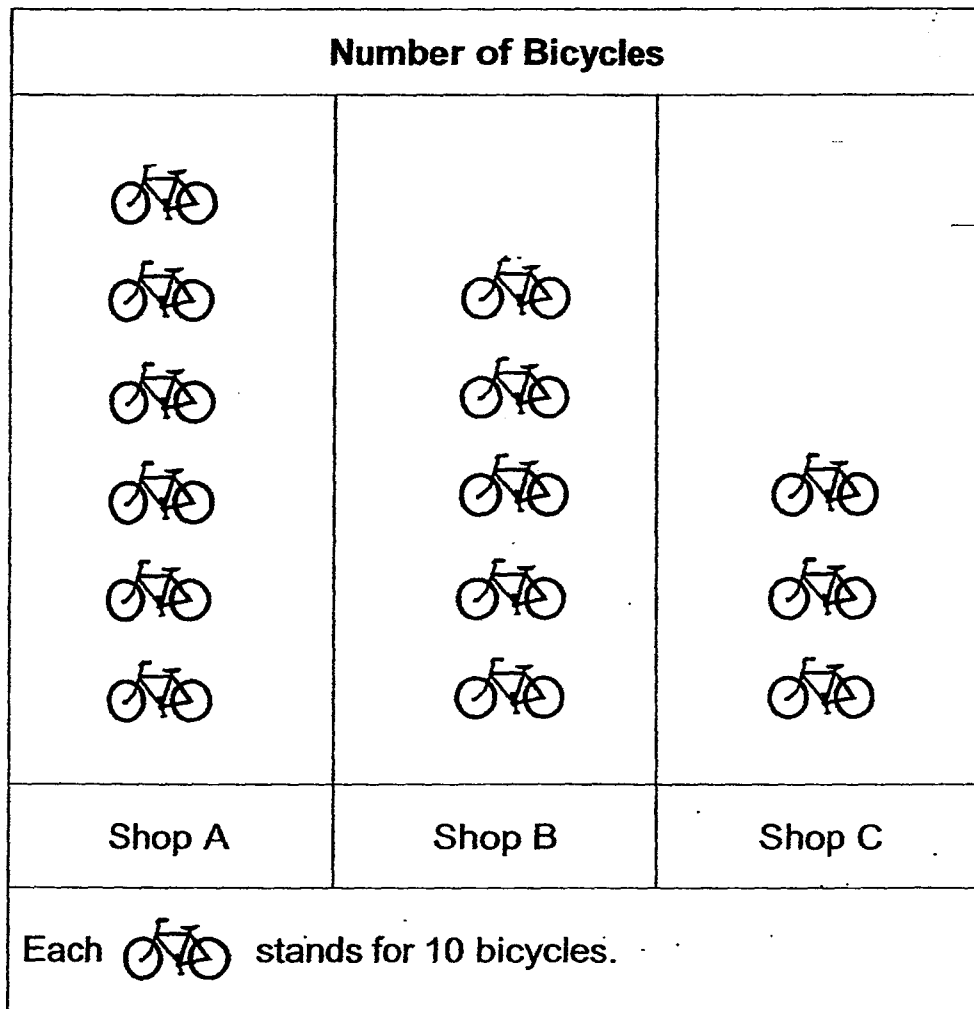 Number of Bicycles
Shop A
Shop B
Shop C
Each stands for 10 bicycles.